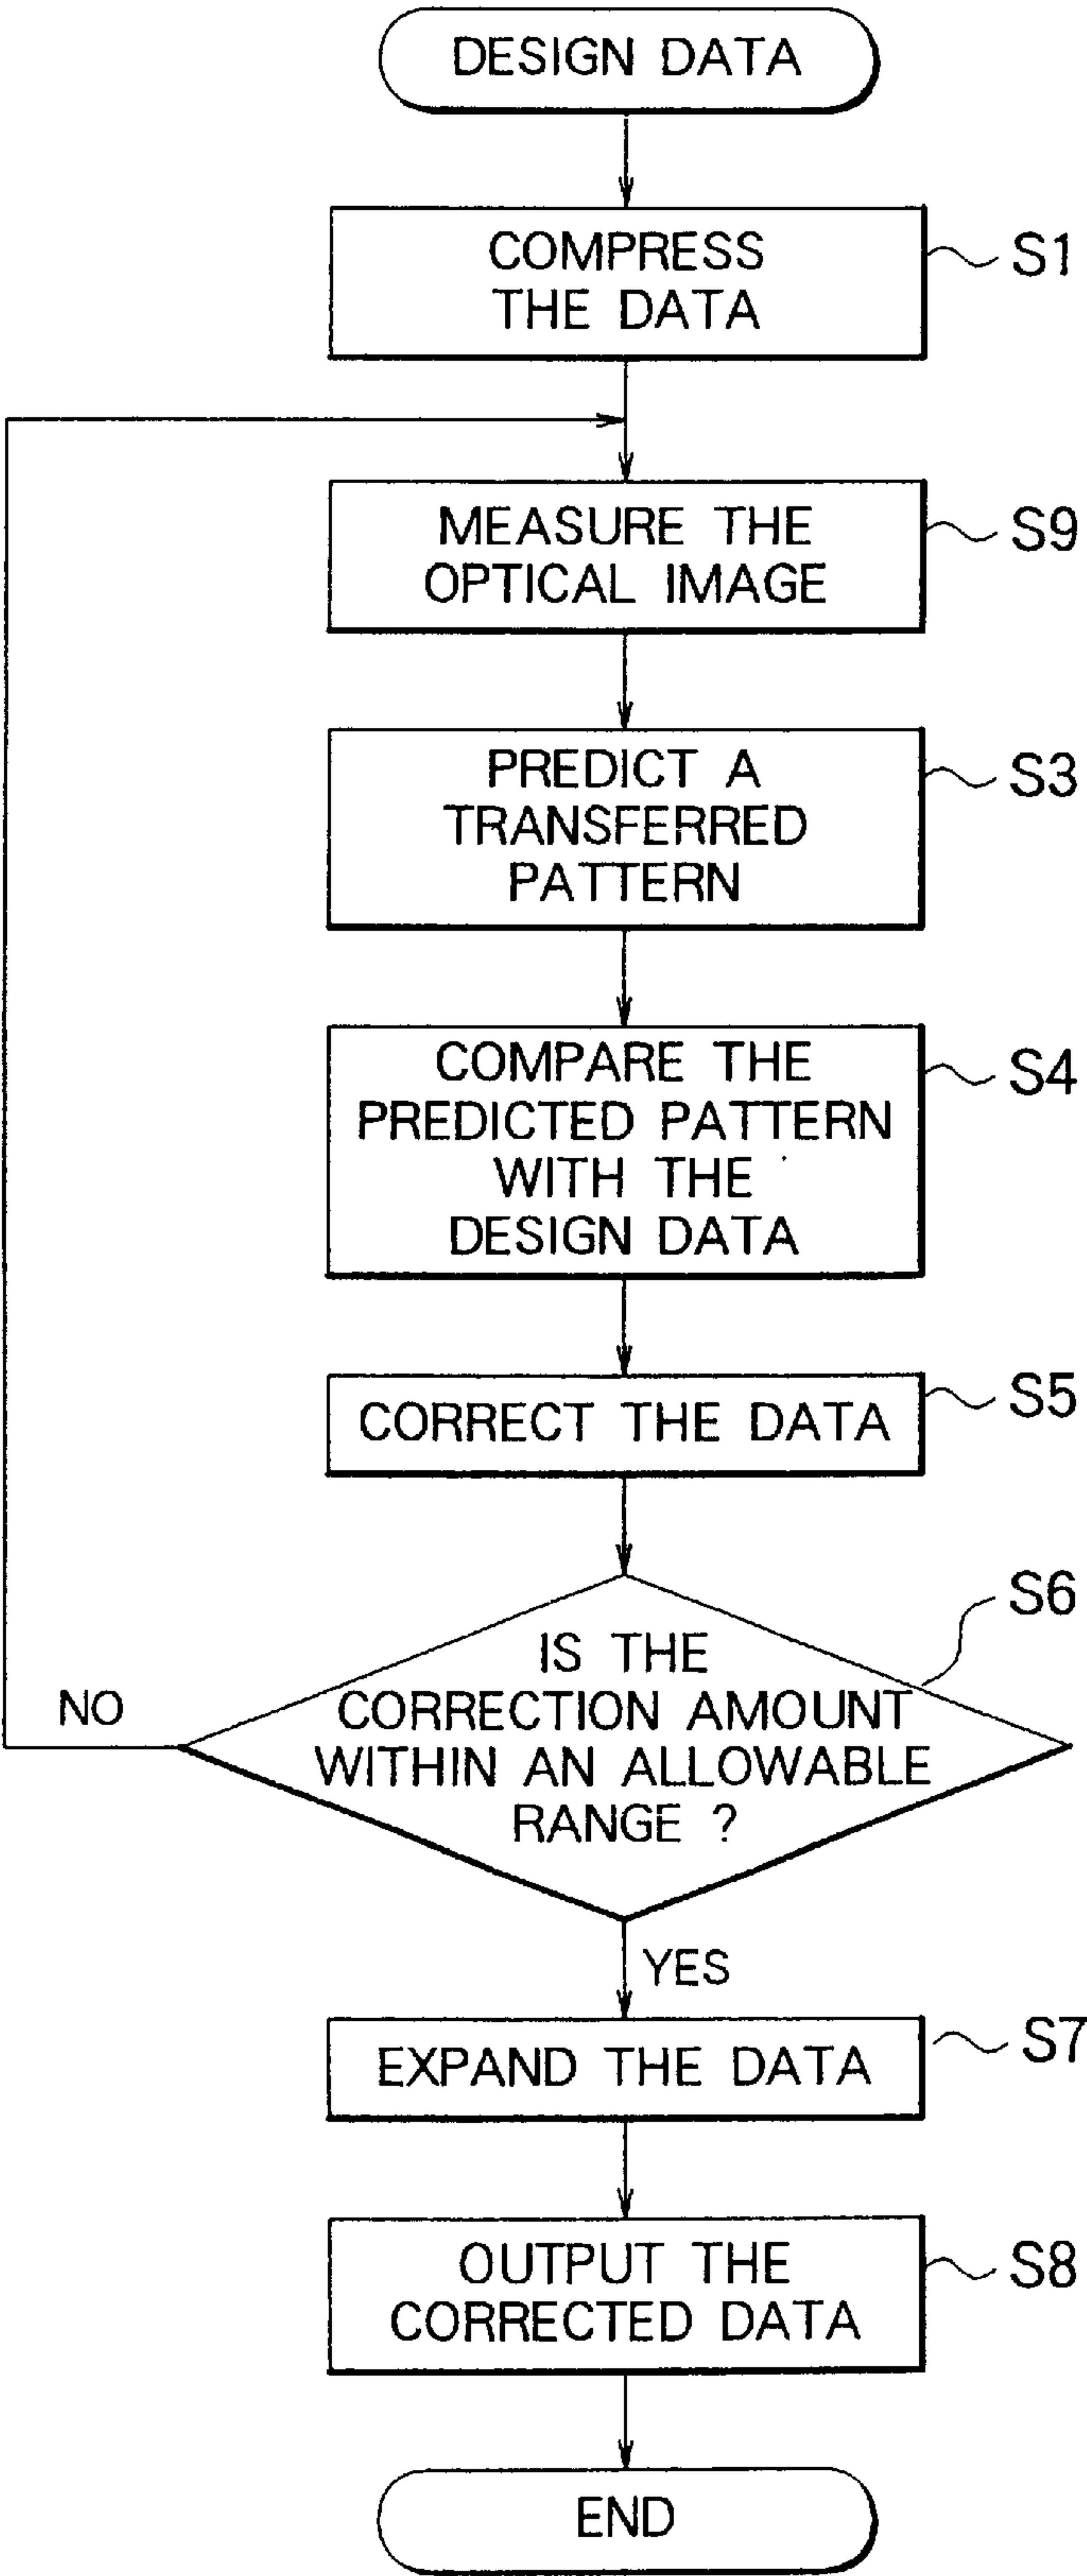 DESIGN DATA
COMPRESS
THE DATA
S1
MEASURE THE
OPTICAL IMAGE
S9
PREDICT A
TRANSFERRED
PATTERN
S3
COMPARE THE
PREDICTED PATTERN
WITH THE
DESIGN DATA
S4
CORRECT THE DATA
S5
IS THE
CORRECTION AMOUNT
WITHIN AN ALLOWABLE
RANGE ?
S6
NO
YES
EXPAND THE DATA
S7
OUTPUT THE
CORRECTED DATA
S8
END